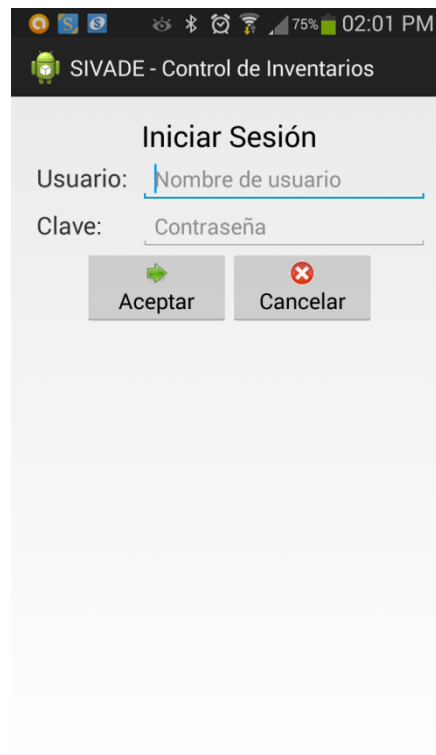 75% 02:01 PM
SIVADE - Control de Inventarios
Iniciar Sesión
Usuario: Nombre de usuario
Clave: Contraseña
Aceptar Cancelar